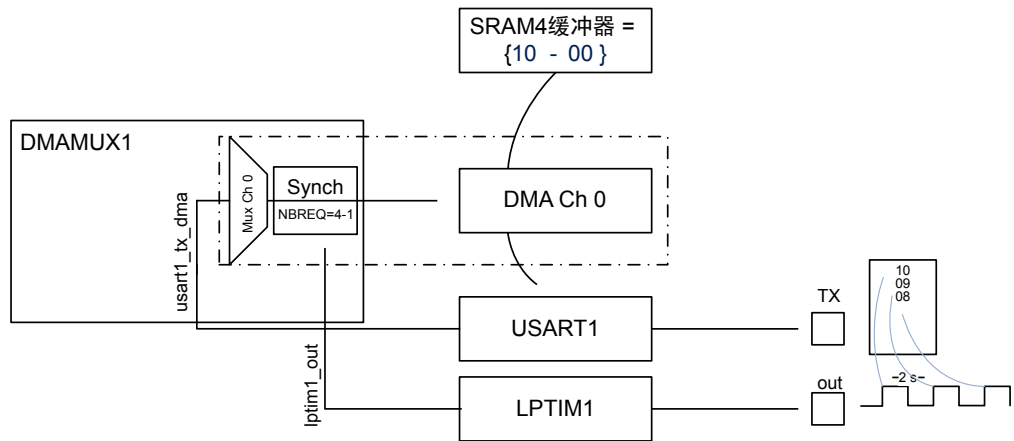 SRAM4缓冲器 =
{10 - 00 }
DMAMUX1
Mux Ch 0
Synch
NBREQ=4-1
DMA Ch 0
usart1_tx_dma
lptim1_out
USART1
TX
10
09
08
LPTIM1
out
2 s